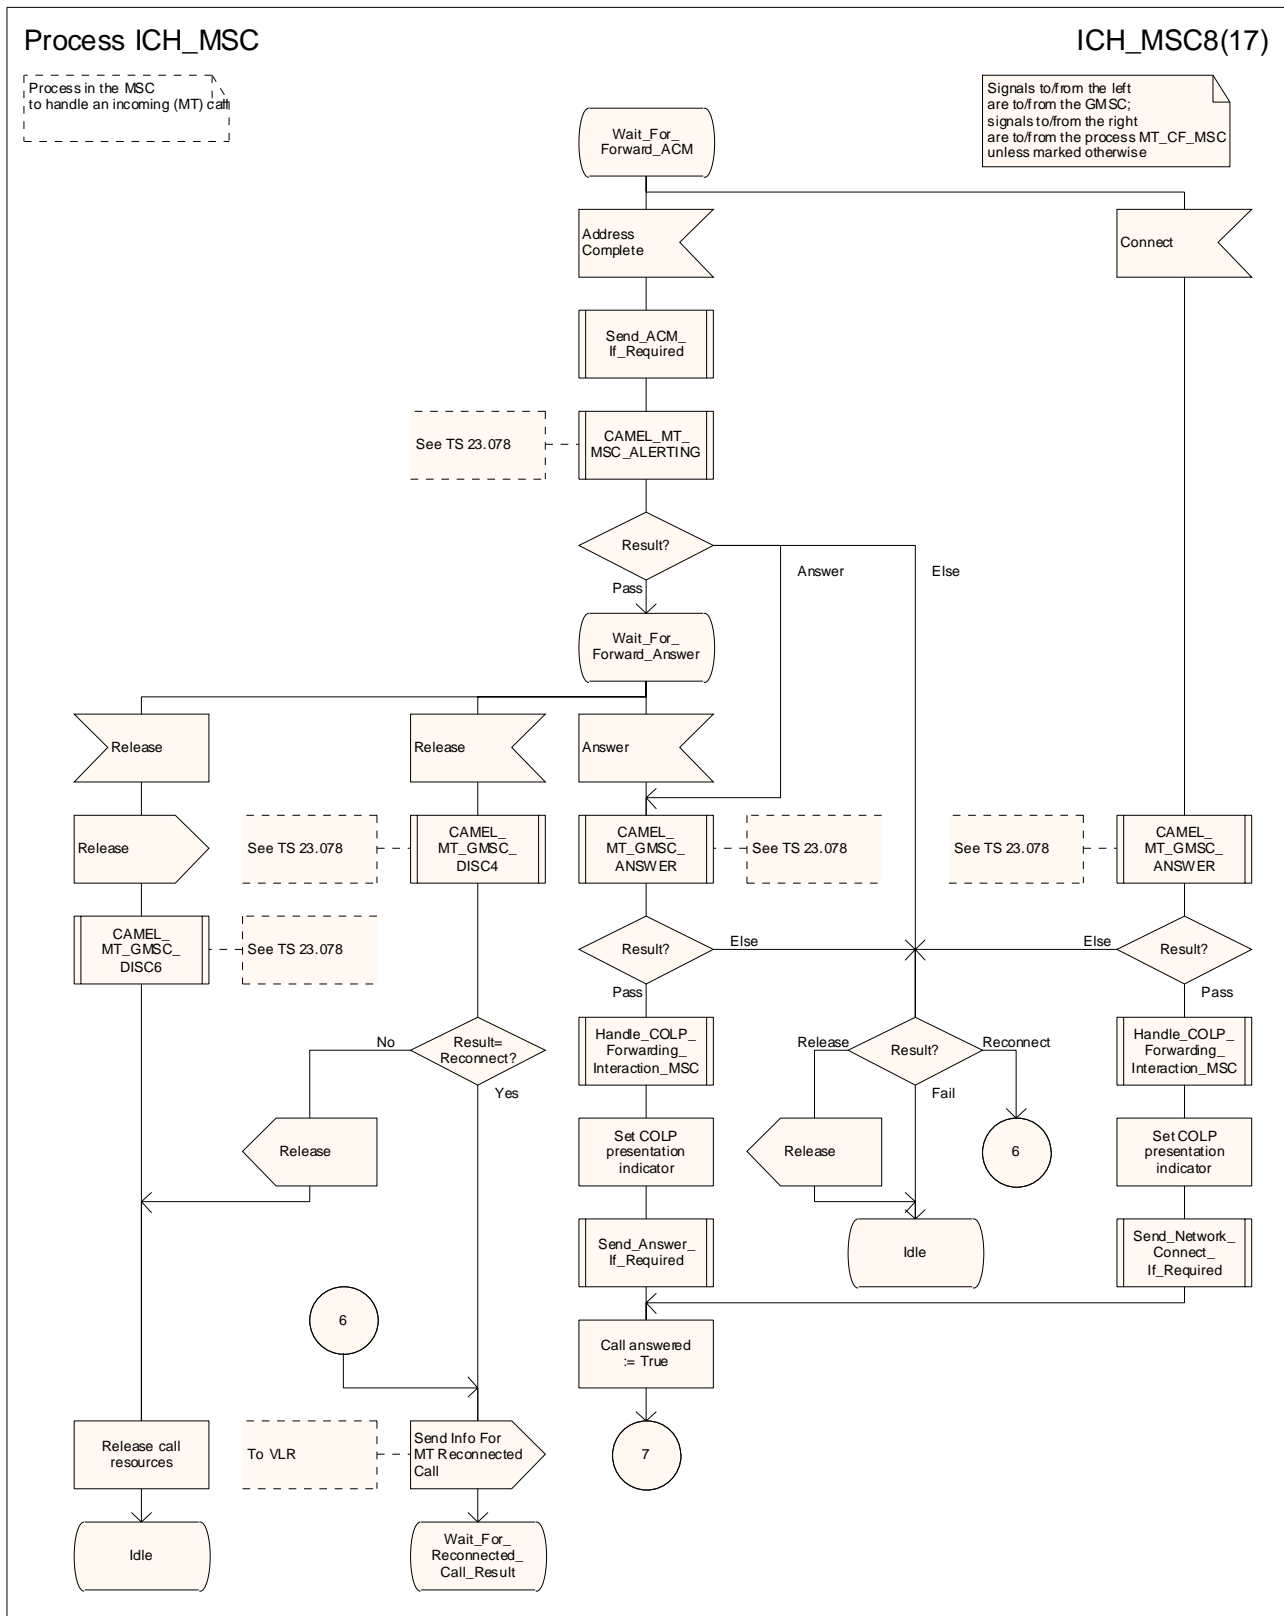 Process ICH_MSC
ICH_MSC8(17)
Process in the MSC
to handle an incoming (MT) call
Signals to/from the left
are to/from the GMSC;
signals to/from the right
are to/from the process MT_CF_MSC
unless marked otherwise
Wait_For_
Forward_ACM
Address
Complete
Connect
Send_ACM_
If_Required
See TS 23.078
CAMEL_MT_
MSC_ALERTING
Result?
Answer
Else
Pass
Wait_For_
Forward_Answer
Release
Release
Answer
Release
See TS 23.078
CAMEL_
MT_GMSC_
DISC4
CAMEL_
MT_GMSC_
ANSWER
See TS 23.078
See TS 23.078
CAMEL_
MT_GMSC_
ANSWER
CAMEL_
MT_GMSC_
DISC6
See TS 23.078
Result?
Else
Else
Result?
Pass
Pass
No
Result=
Reconnect?
Yes
Handle_COLP_
Forwarding_
Interaction_MSC
Release
Result?
Reconnect
Fail
Handle_COLP_
Forwarding_
Interaction_MSC
Release
Set COLP
presentation
indicator
Release
6
Set COLP
presentation
indicator
Send_Answer_
If_Required
Idle
Send_Network_
Connect_
If_Required
6
Call answered
:= True
Release call
resources
To VLR
Send Info For
MT Reconnected
Call
7
Idle
Wait_For_
Reconnected_
Call_Result